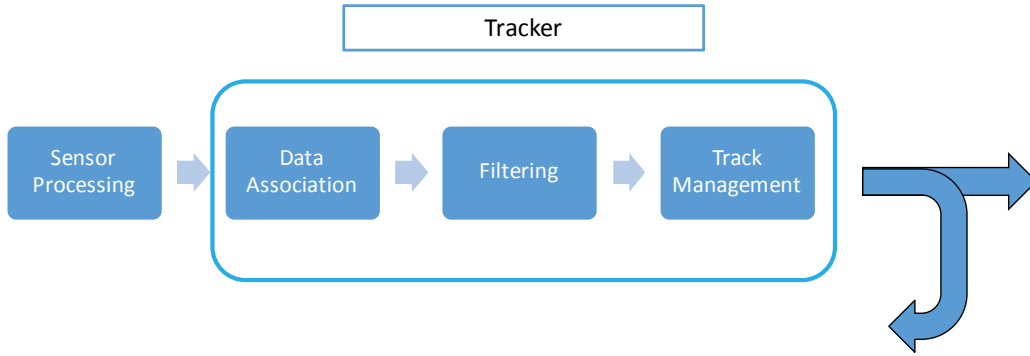 Tracker
Sensor
Processing
Data
Association
Filtering
Track
Management